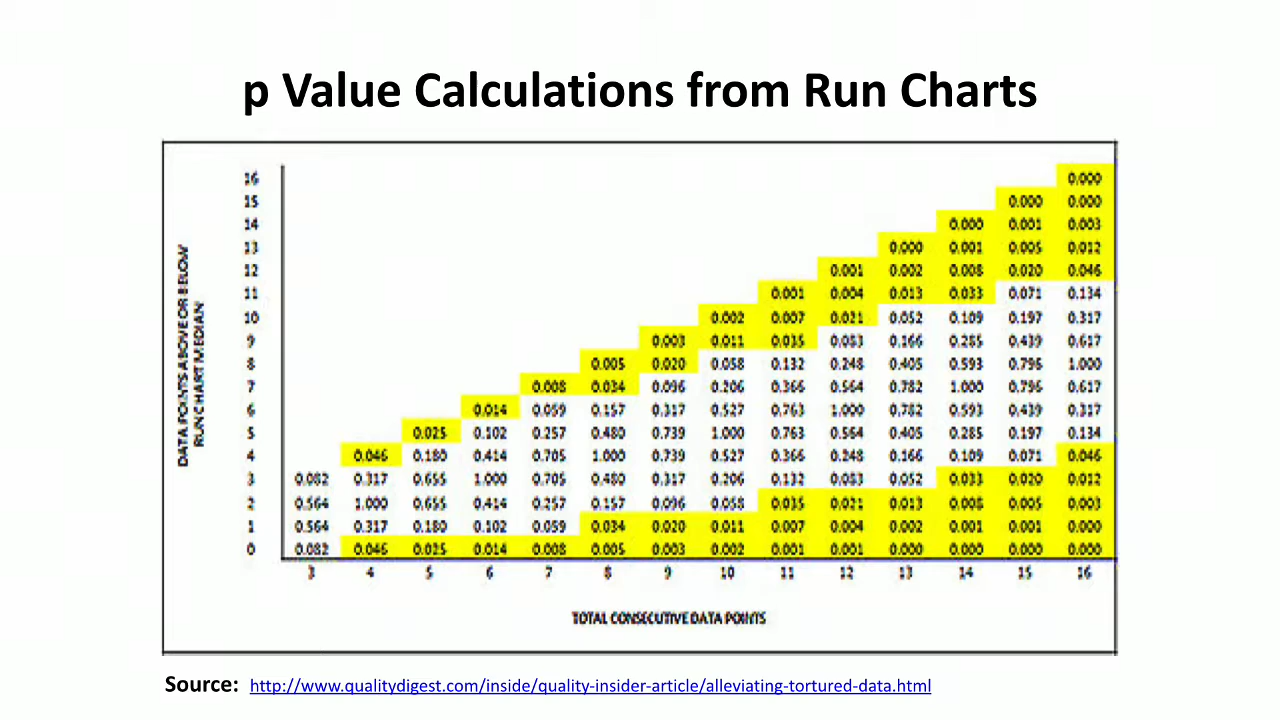 p Value Calculations from Run Charts
DATA POINTS ABOVE OR BELOW
RUN CHART MEDIAN
16 0.000
15 0.000 0.000
14 0.000 0.001 0.003
13 0.000 0.001 0.005 0.012
12 0.001 0.002 0.008 0.020 0.046
11 0.001 0.004 0.013 0.033 0.071 0.134
10 0.002 0.007 0.021 0.052 0.109 0.197 0.317
9 0.003 0.011 0.035 0.083 0.166 0.285 0.439 0.617
8 0.005 0.020 0.058 0.132 0.248 0.405 0.593 0.796 1.000
7 0.008 0.034 0.096 0.206 0.366 0.564 0.782 1.000 0.796 0.617
6 0.014 0.059 0.157 0.317 0.527 0.763 1.000 0.782 0.593 0.439 0.317
5 0.025 0.102 0.257 0.480 0.739 1.000 0.763 0.564 0.405 0.285 0.197 0.134
4 0.046 0.180 0.414 0.705 1.000 0.739 0.527 0.366 0.248 0.166 0.109 0.071 0.046
3 0.082 0.317 0.655 1.000 0.705 0.480 0.317 0.206 0.132 0.083 0.052 0.033 0.020 0.012
2 0.564 1.000 0.655 0.414 0.257 0.157 0.096 0.058 0.035 0.021 0.013 0.008 0.005 0.003
1 0.564 0.317 0.180 0.102 0.059 0.034 0.020 0.011 0.007 0.004 0.002 0.001 0.001 0.000
0 0.082 0.046 0.025 0.014 0.008 0.005 0.003 0.002 0.001 0.001 0.000 0.000 0.000 0.000
3 4 5 6 7 8 9 10 11 12 13 14 15 16
TOTAL CONSECUTIVE DATA POINTS
Source: http://www.qualitydigest.com/inside/quality-insider-article/alleviating-tortured-data.html